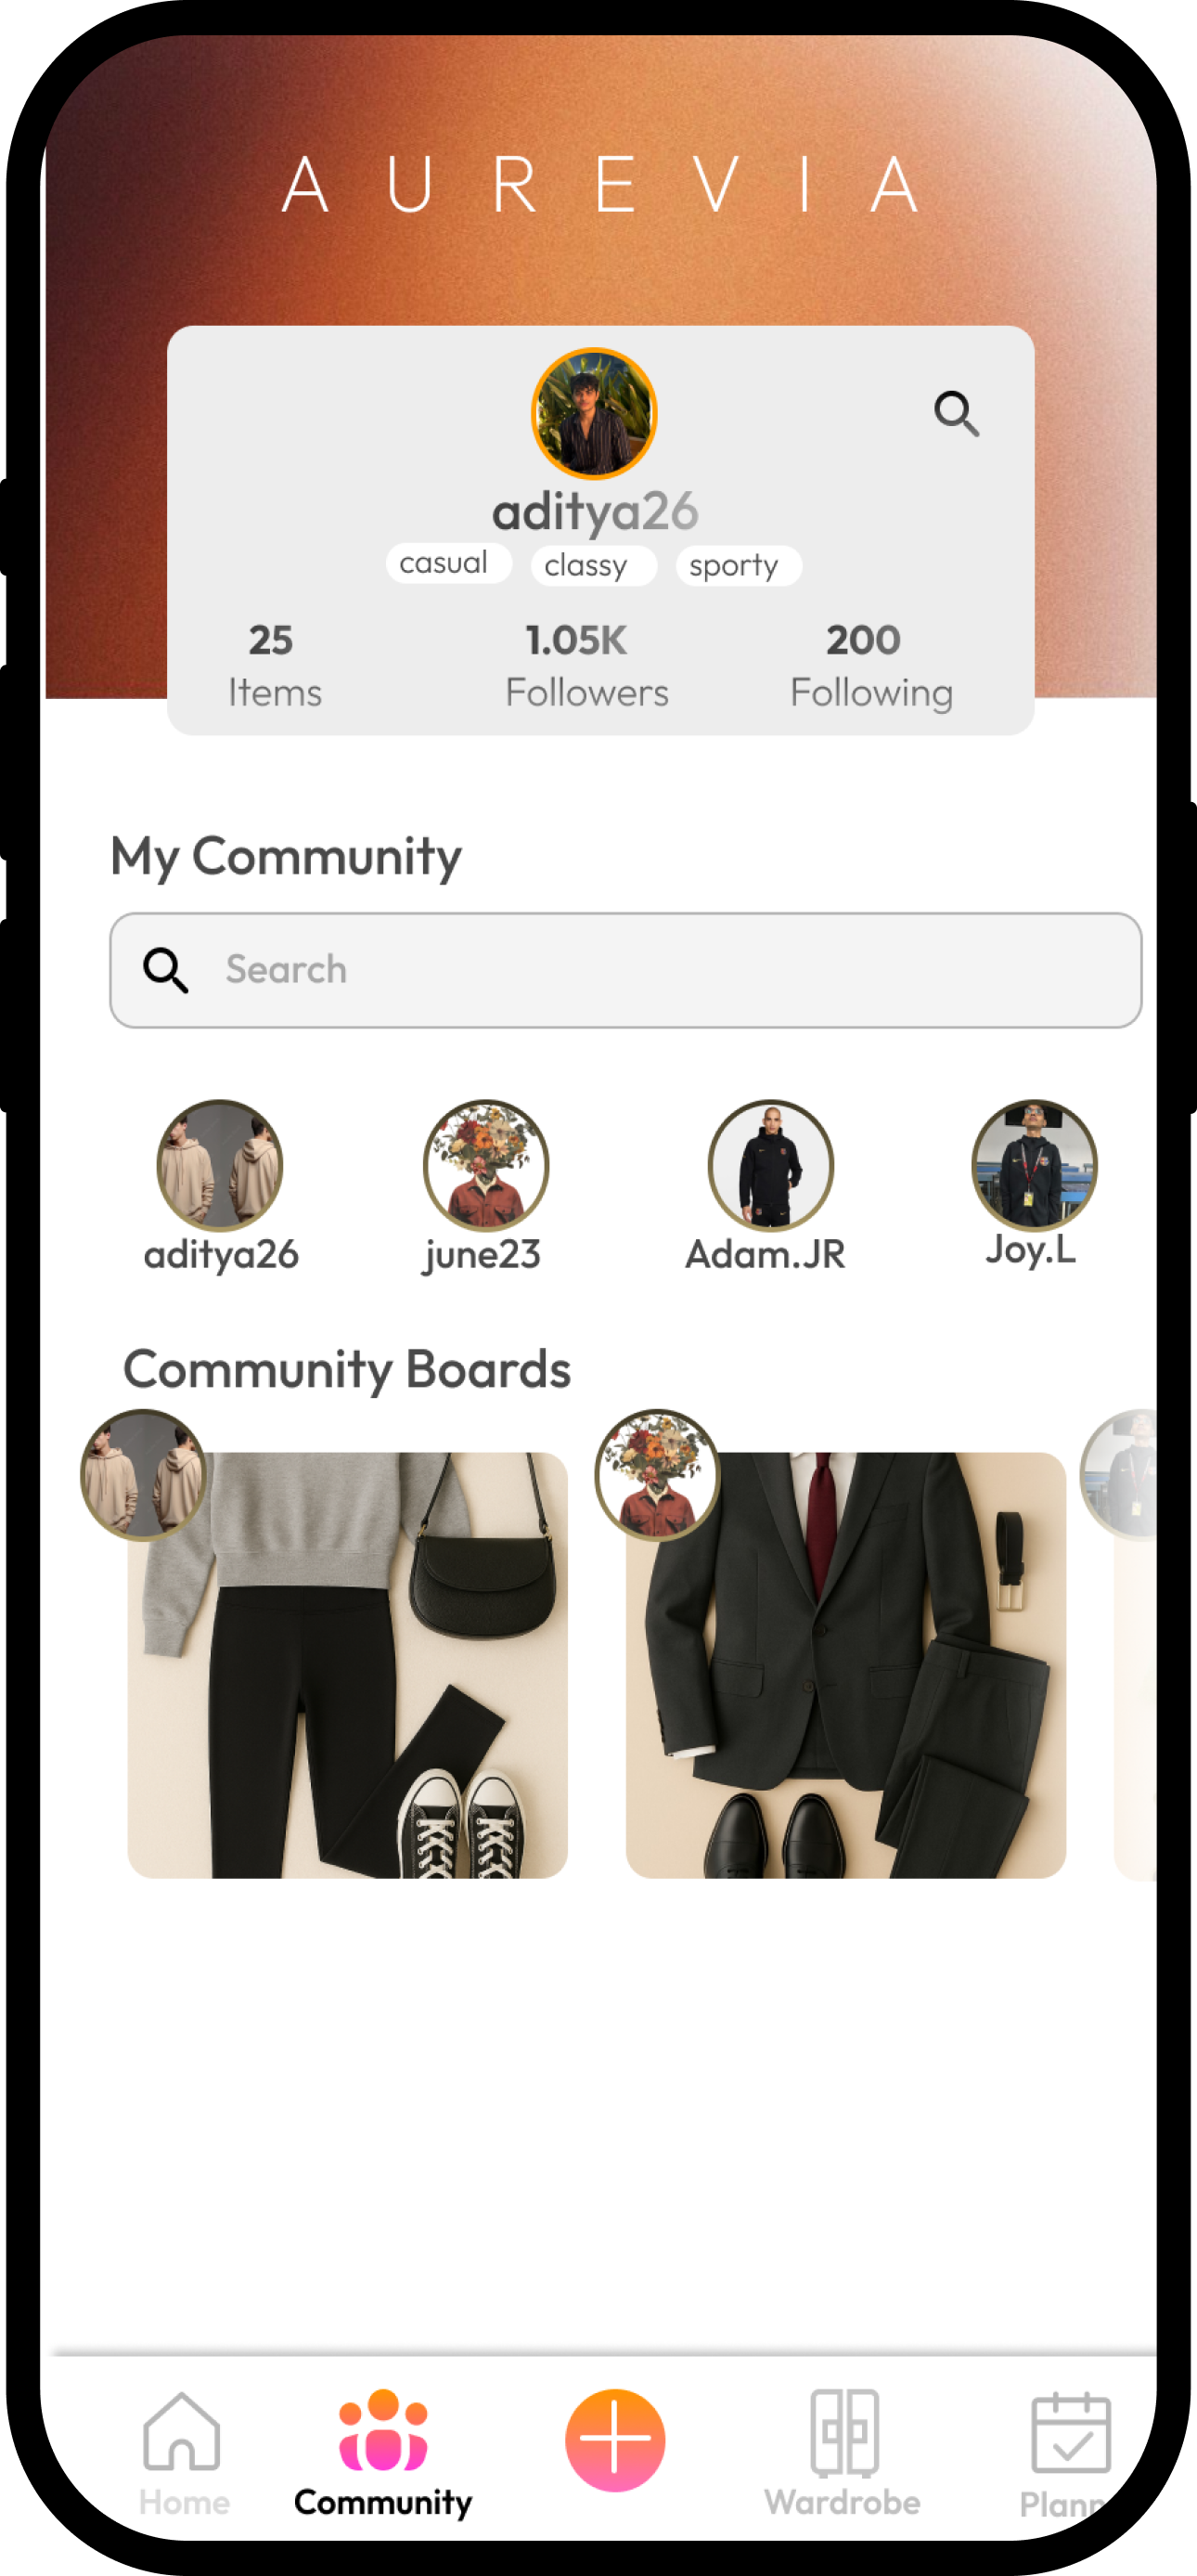 AUREVIA
aditya26
casual classy sporty
25 1.05K 200
Items Followers Following
My Community
Search
aditya26 june23 Adam.JR Joy.L
Community Boards
Home Community Wardrobe Plann